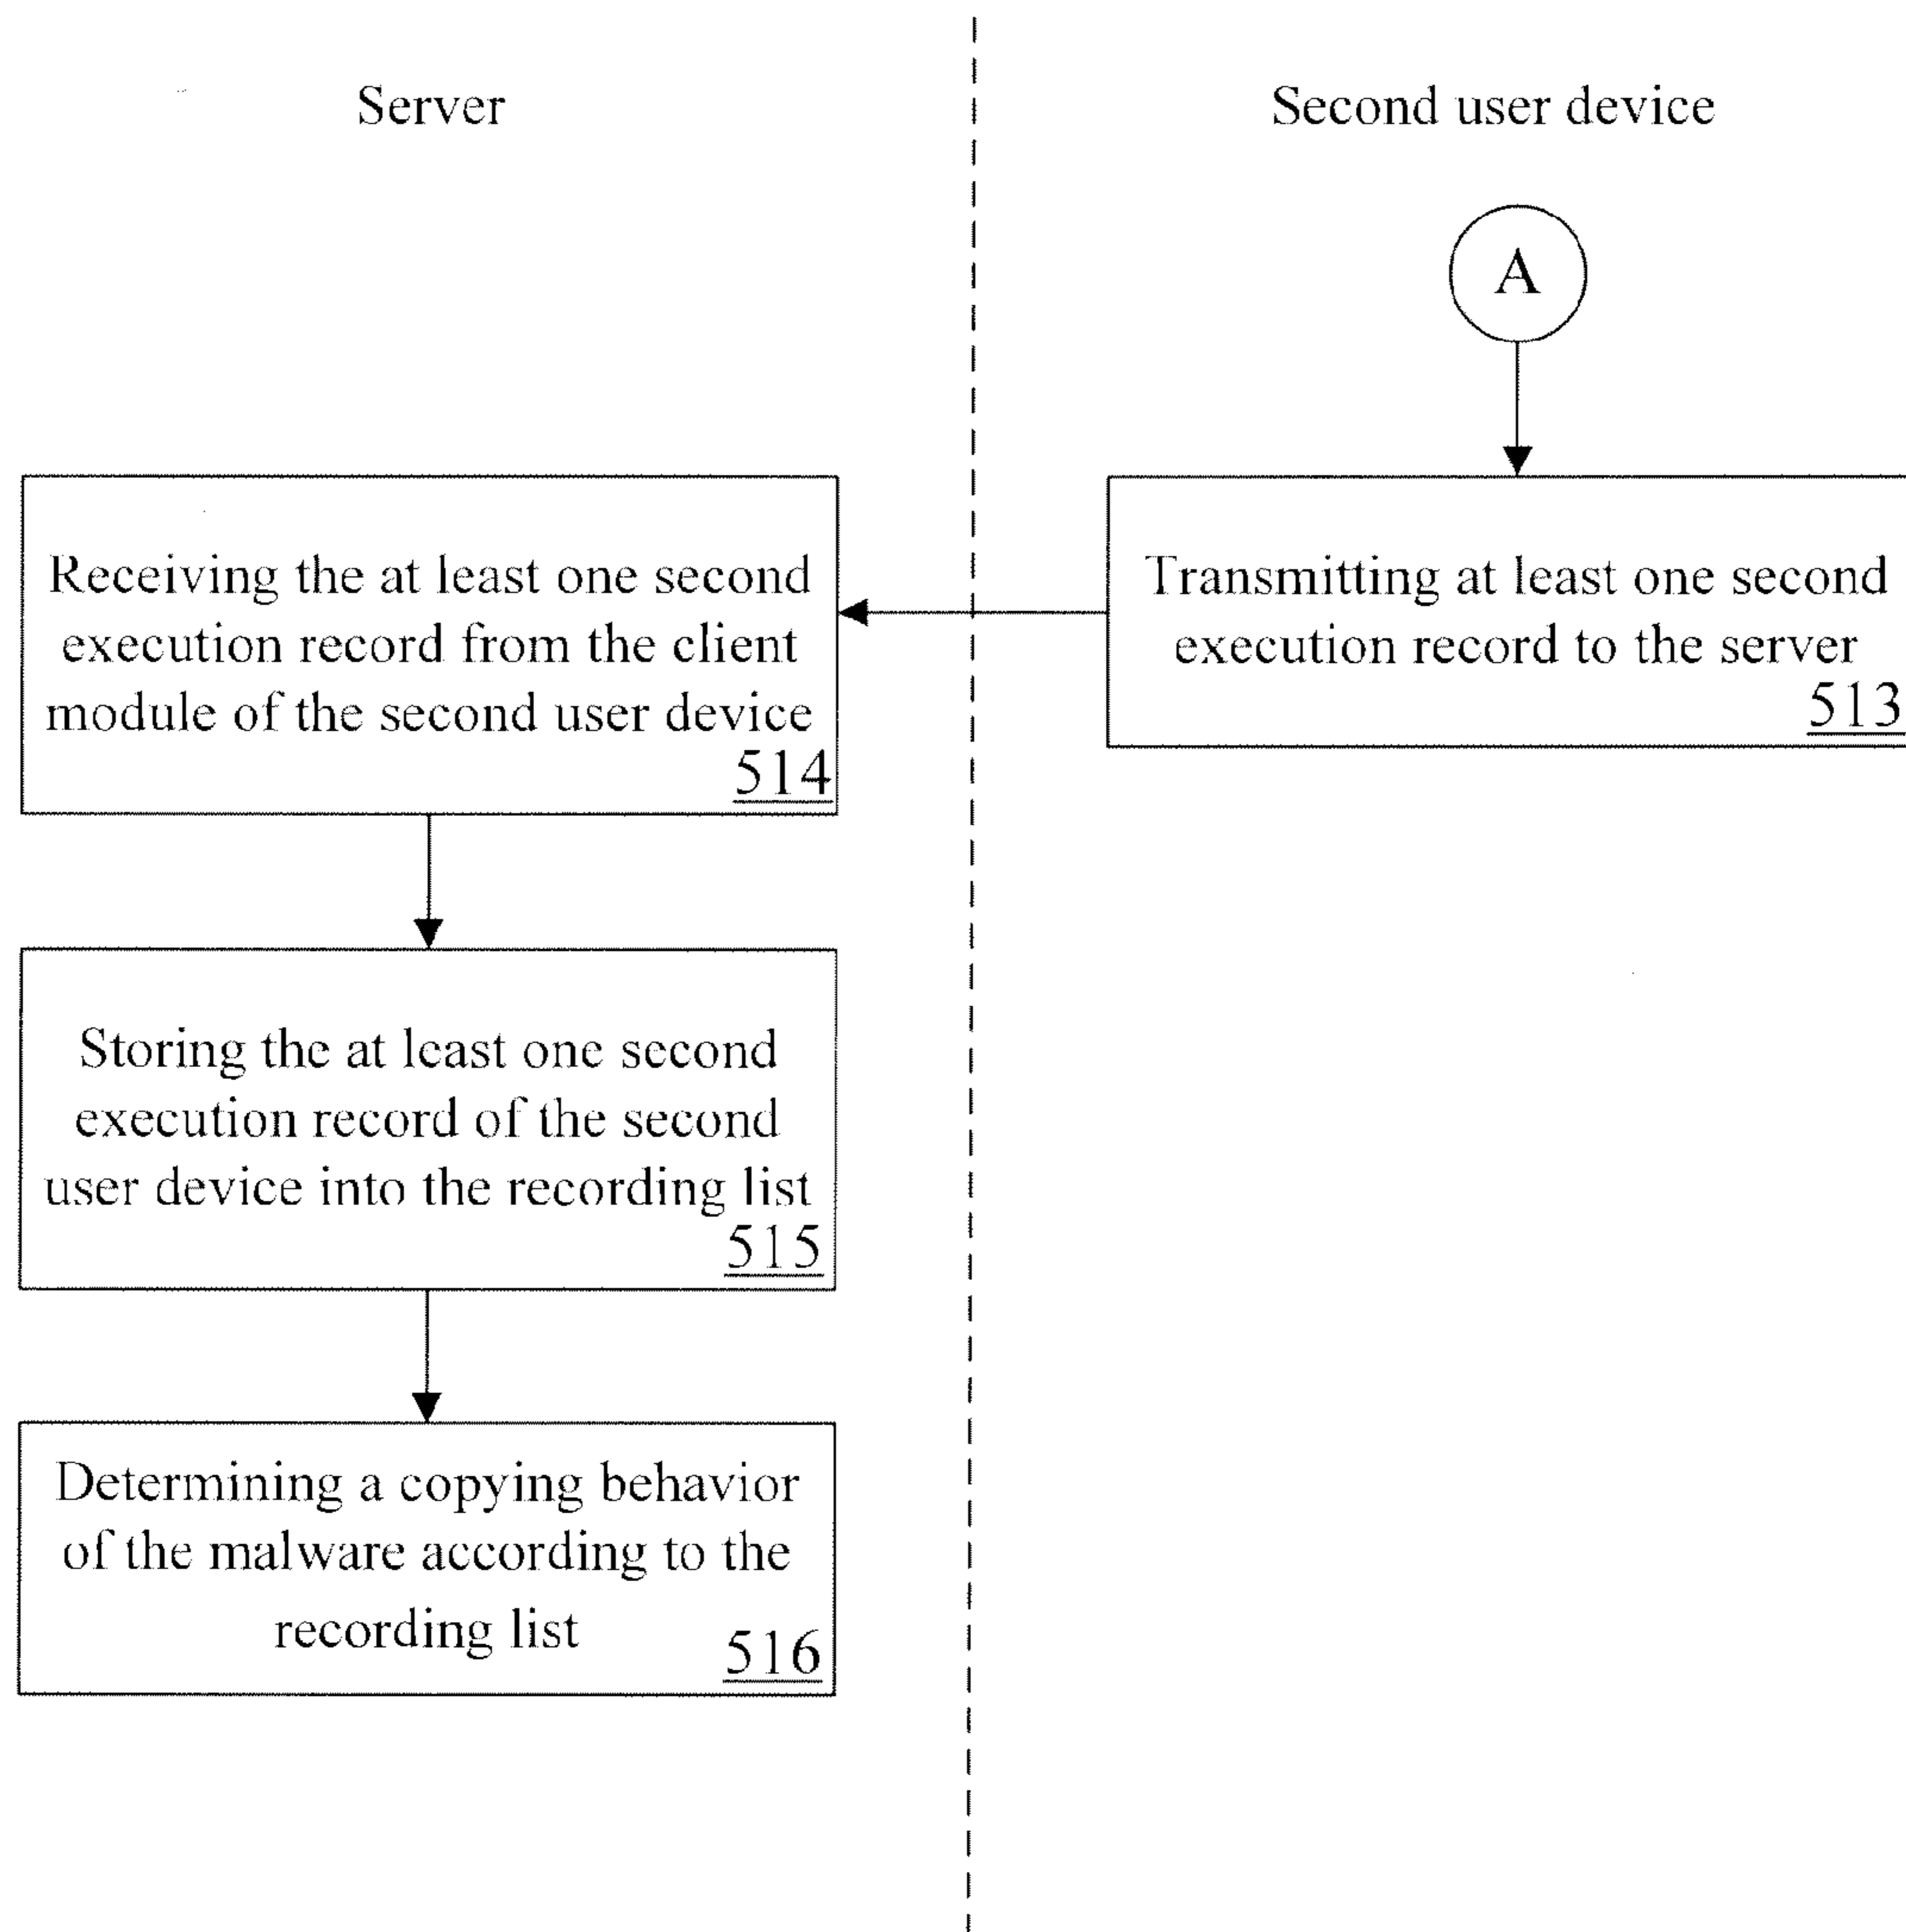 Server
Second user device
A
Transmitting at least one second
execution record to the server
513
Receiving the at least one second
execution record from the client
module of the second user device
514
Storing the at least one second
execution record of the second
user device into the recording list
515
Determining a copying behavior
of the malware according to the
recording list
516